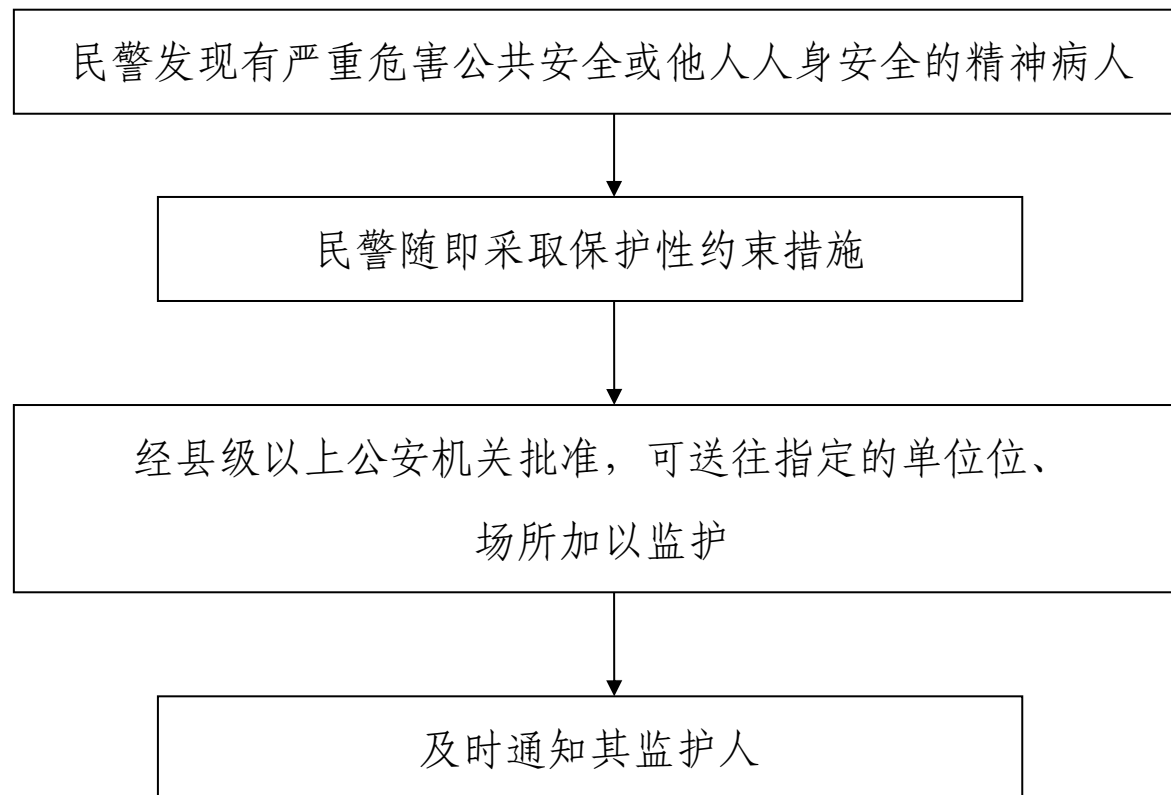 民警发现有严重危害公共安全或他人人身安全的精神病人
民警随即采取保护性约束措施
经县级以上公安机关批准，可送往指定的单位位、
场所加以监护
及时通知其监护人